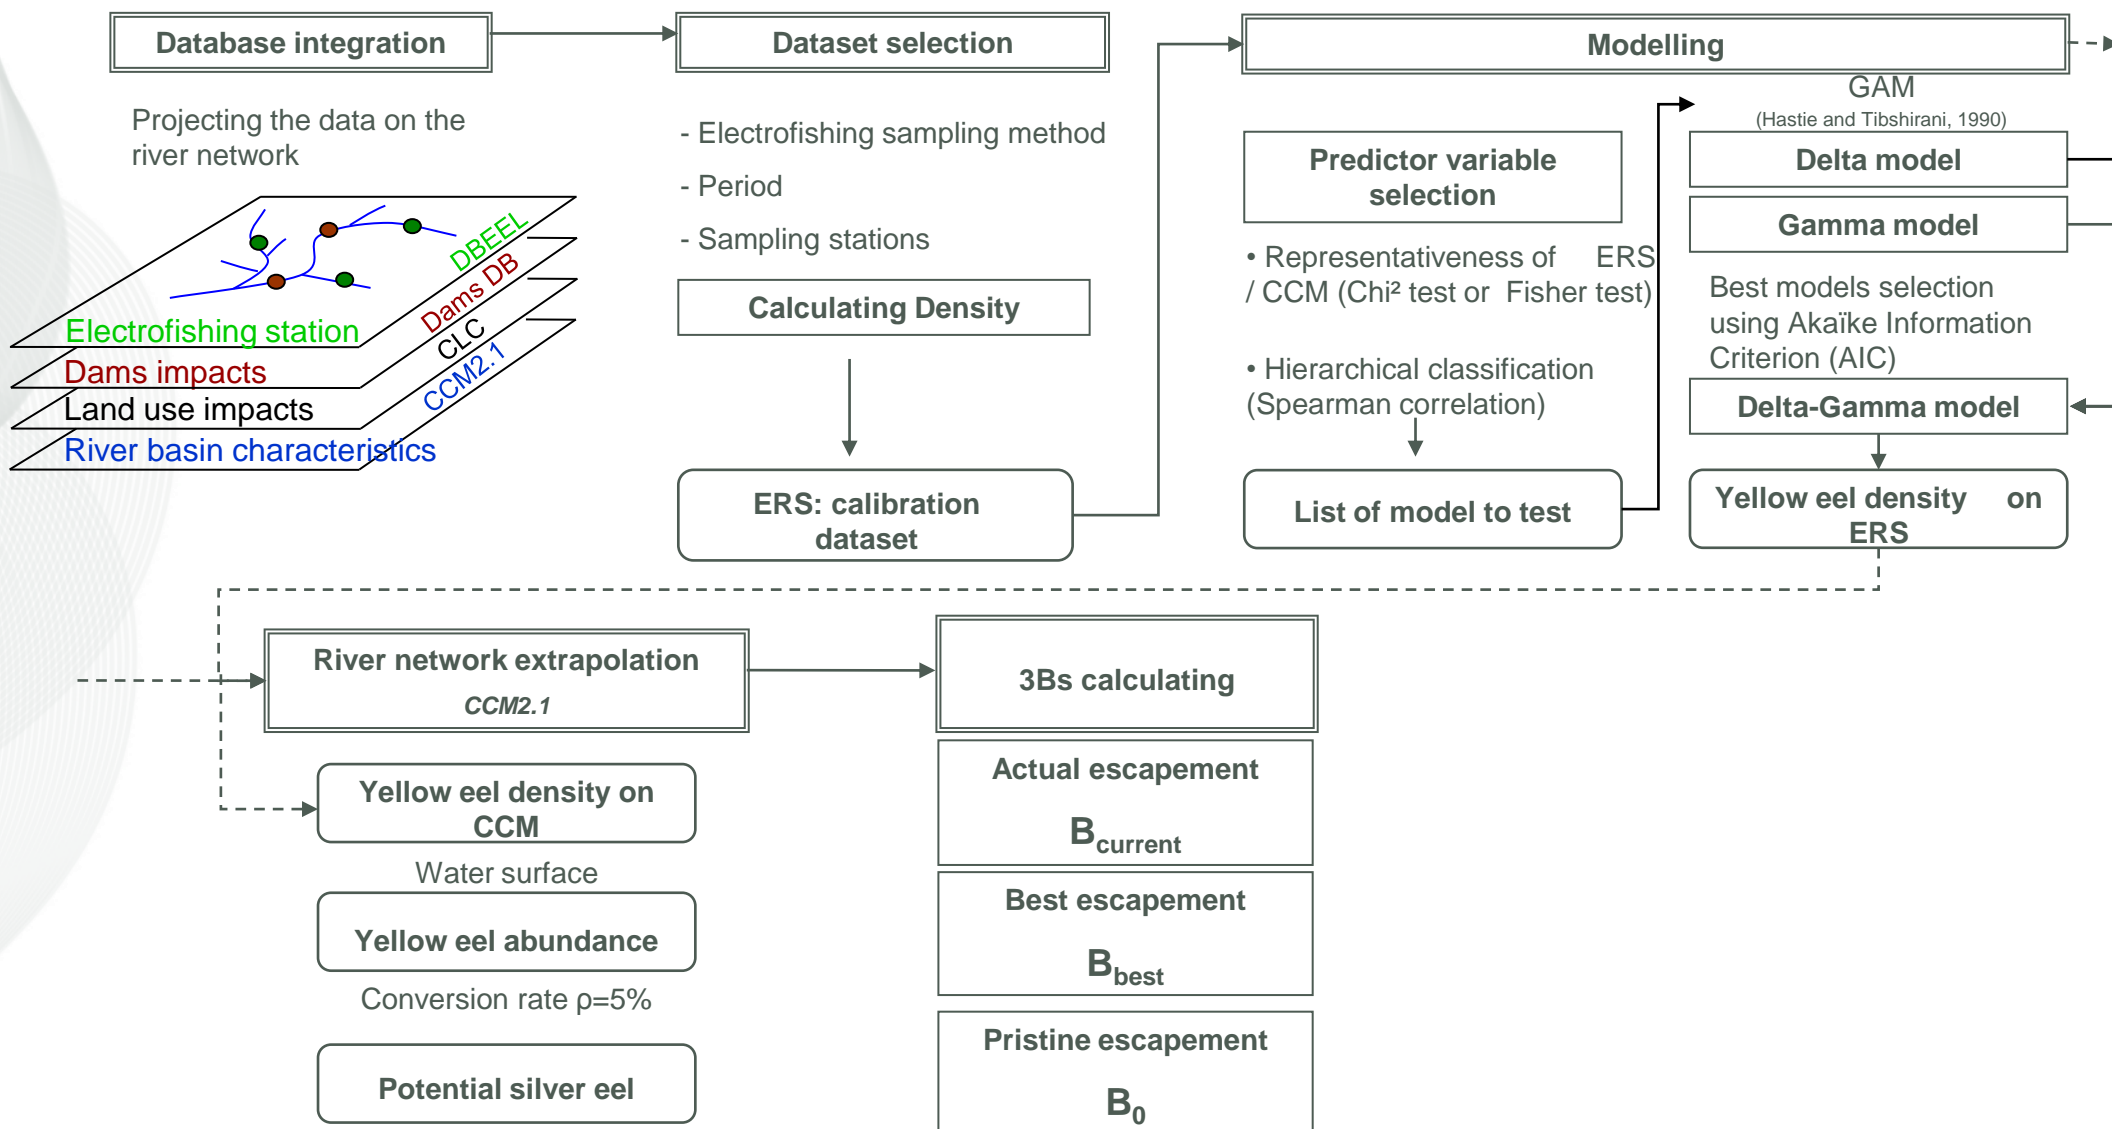 Database integration
Projecting the data on the
river network
DBEEL
Dams DB
CLC
CCM2.1
Electrofishing station
Dams impacts
Land use impacts
River basin characteristics
Dataset selection
- Electrofishing sampling method
- Period
- Sampling stations
Calculating Density
ERS: calibration
dataset
Modelling
Predictor variable
selection
• Representativeness of ERS
/ CCM (Chi² test or Fisher test)
• Hierarchical classification
(Spearman correlation)
List of model to test
GAM
(Hastie and Tibshirani, 1990)
Delta model
Gamma model
Best models selection
using Akaïke Information
Criterion (AIC)
Delta-Gamma model
Yellow eel density on
ERS
River network extrapolation
CCM2.1
Yellow eel density on
CCM
Water surface
Yellow eel abundance
Conversion rate ρ=5%
Potential silver eel
3Bs calculating
Actual escapement
Bcurrent
Best escapement
Bbest
Pristine escapement
B0